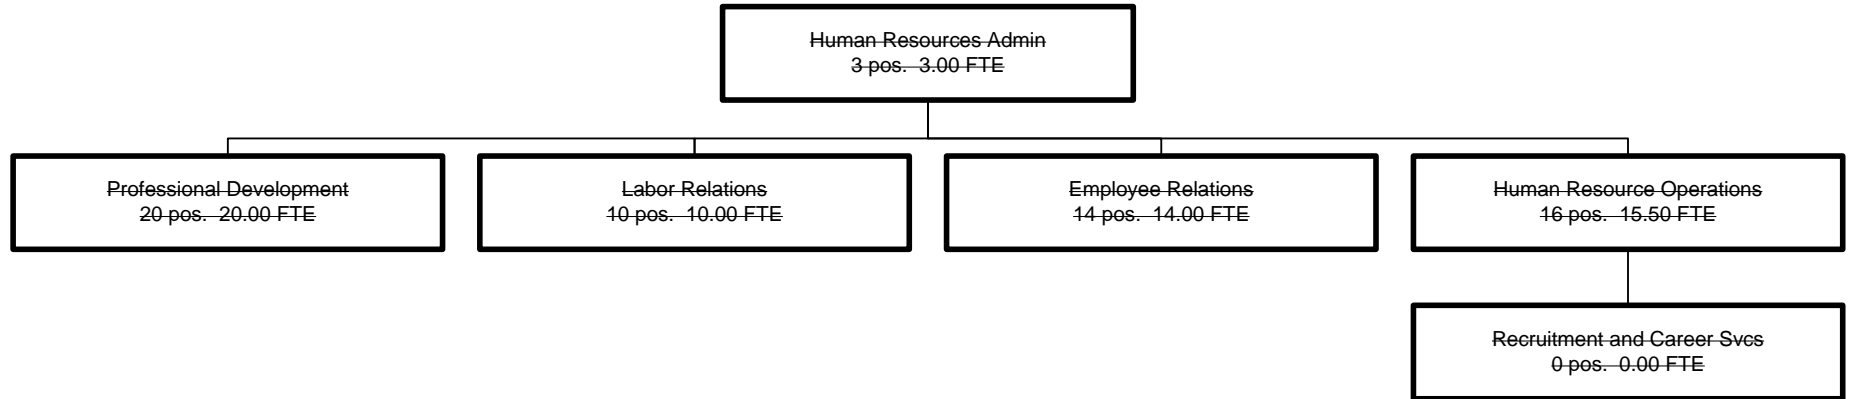 Human Resources Admin
3 pos.  3.00 FTE
Professional Development
20 pos.  20.00 FTE
Labor Relations
10 pos.  10.00 FTE
Employee Relations
14 pos.  14.00 FTE
Human Resource Operations
16 pos.  15.50 FTE
Recruitment and Career Svcs
0 pos.  0.00 FTE